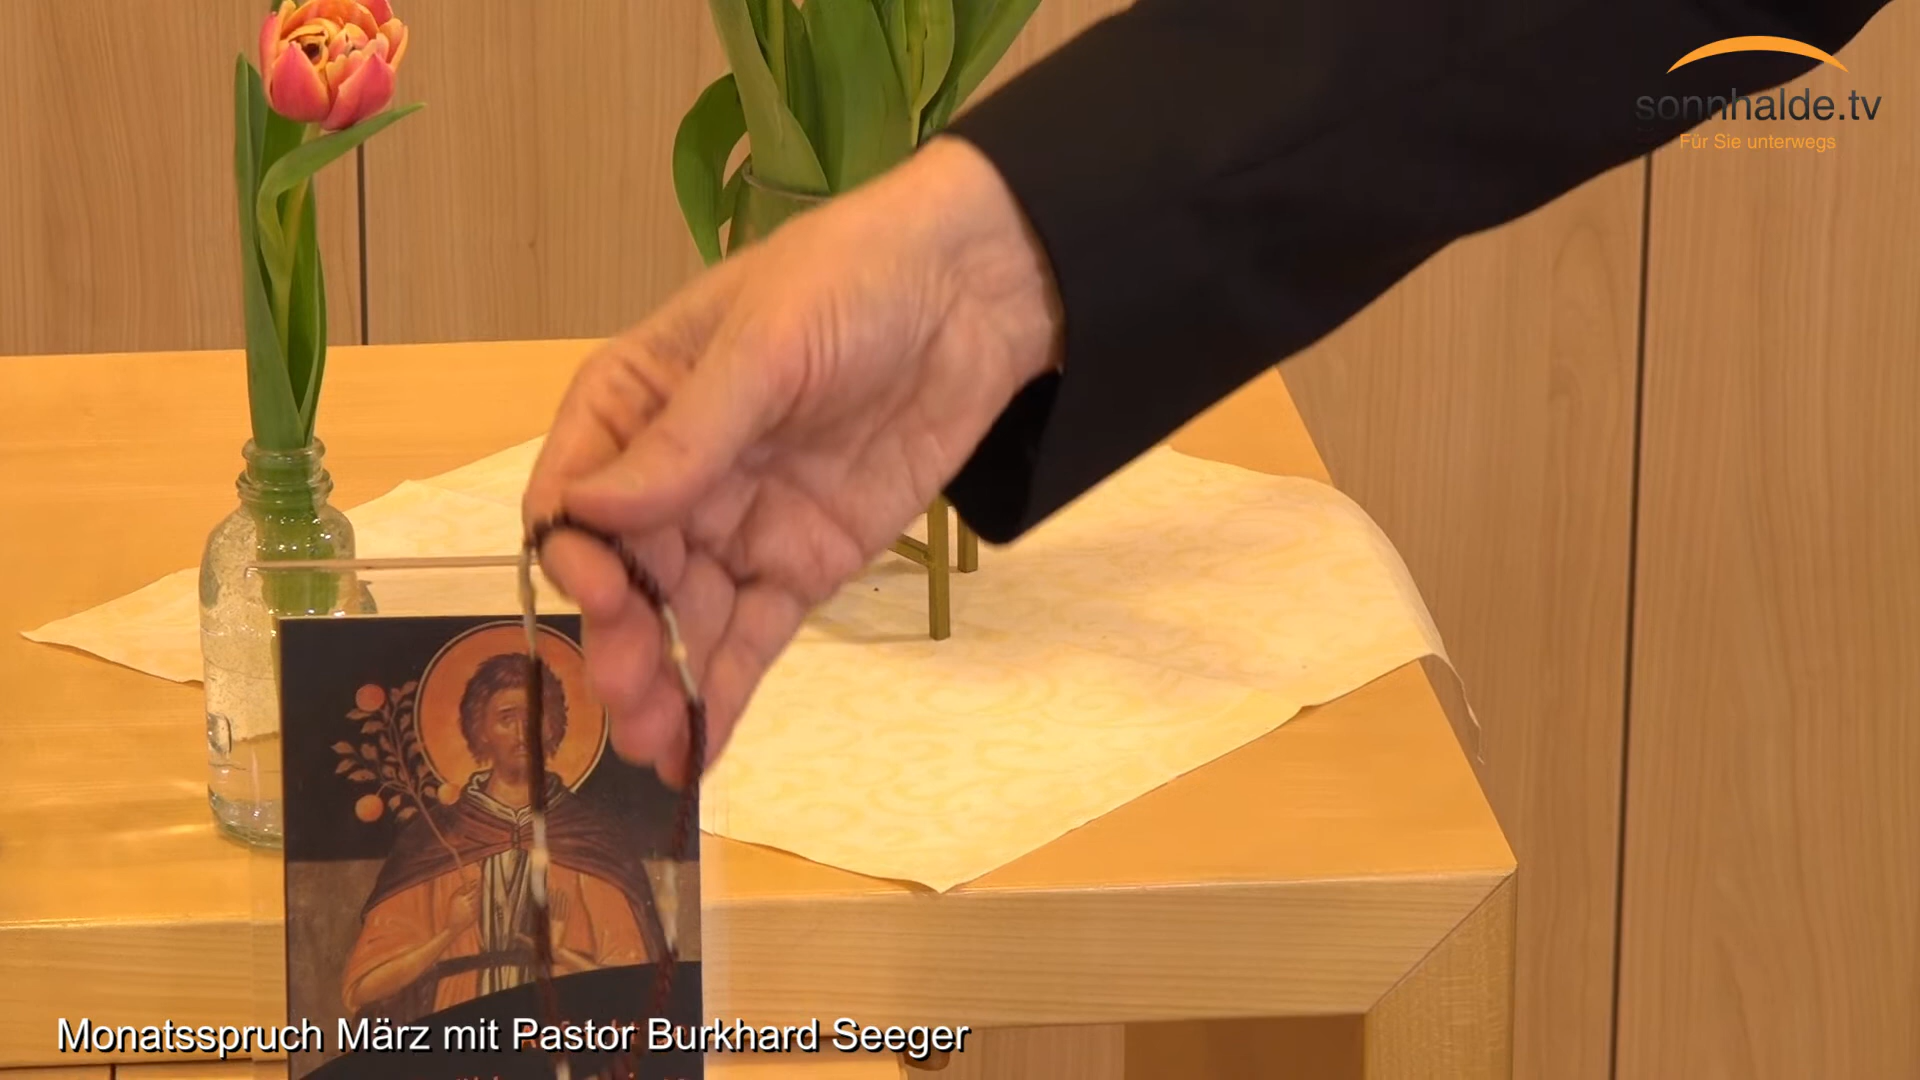 sonnhalde.tv
Für Sie unterwegs
Monatsspruch März mit Pastor Burkhard Seeger